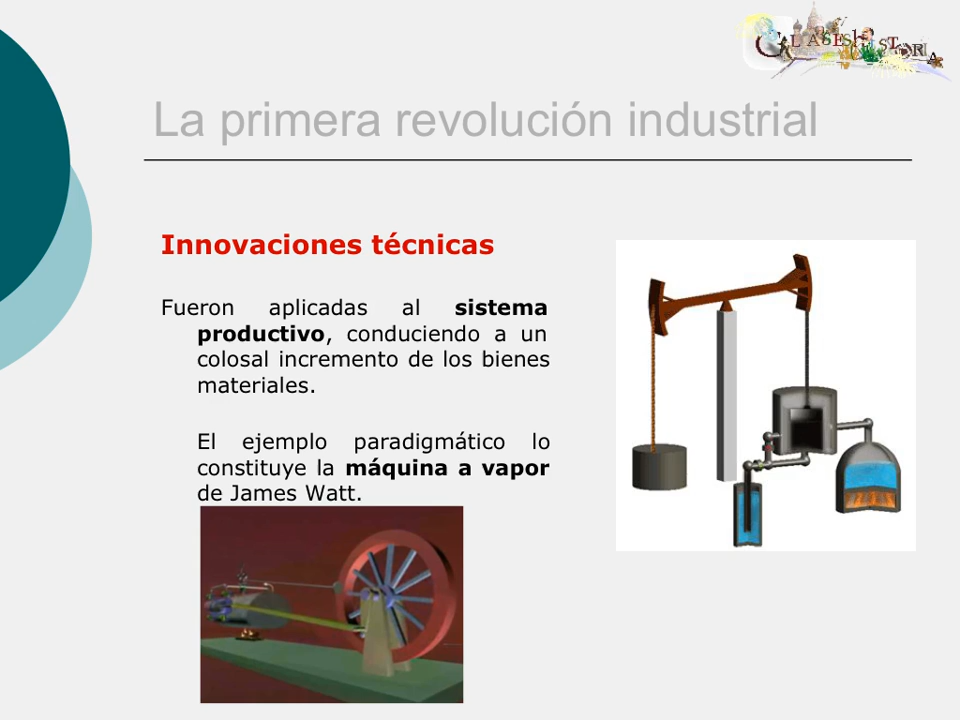 CLASESHISTORIA
La primera revolución industrial
Innovaciones técnicas
Fueron aplicadas al sistema
productivo, conduciendo a un
colosal incremento de los bienes
materiales.
El ejemplo paradigmático lo
constituye la máquina a vapor
de James Watt.